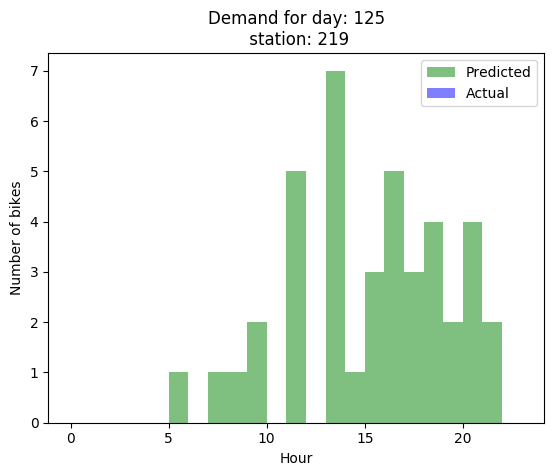 Demand for day: 125
station: 219
Predicted
Actual
7
6
5
4
3
2
1
0
Number of bikes
0 5 10 15 20
Hour